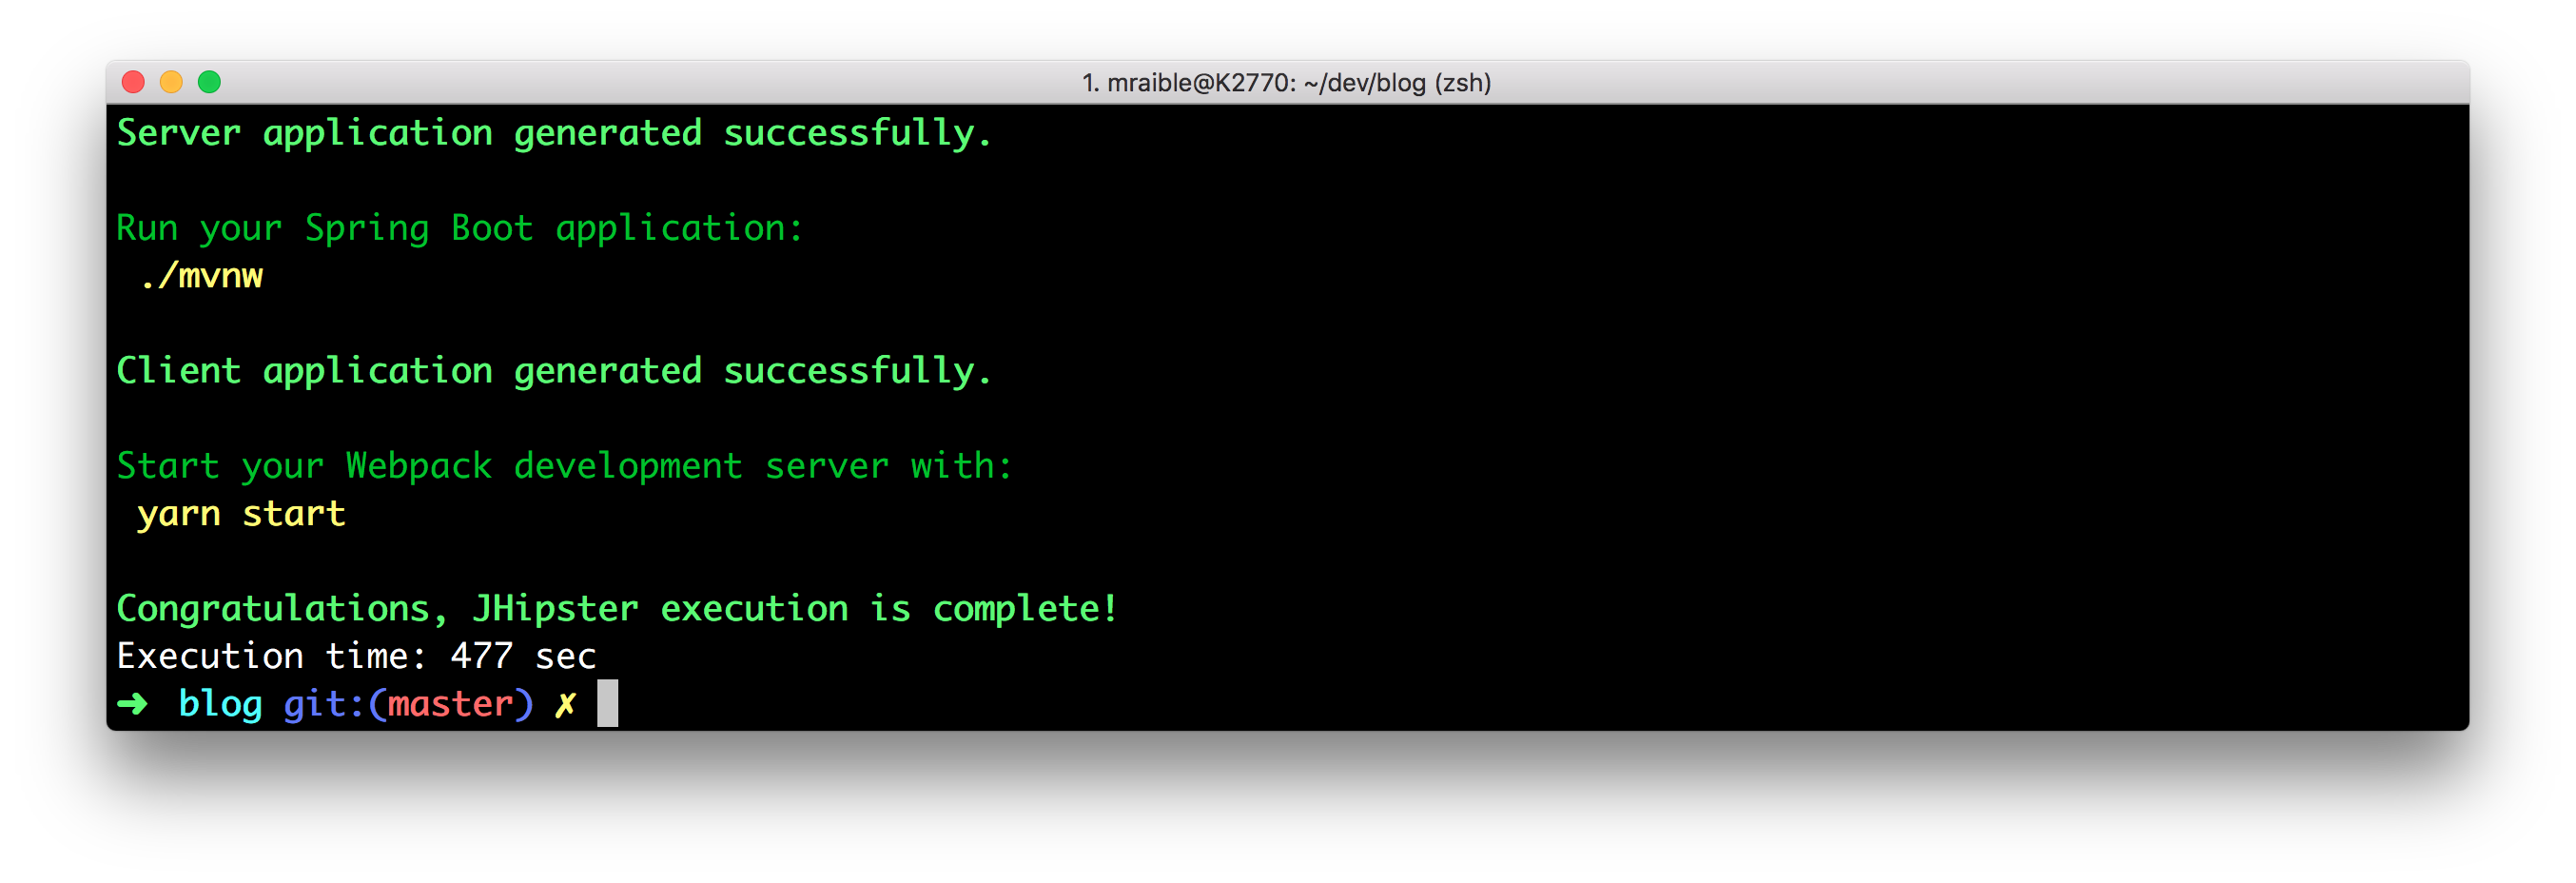 1. mraible@K2770: ~/dev/blog (zsh)
Server application generated successfully.
Run your Spring Boot application:
./mvnw
Client application generated successfully.
Start your Webpack development server with:
yarn start
Congratulations, JHipster execution is complete!
Execution time: 477 sec
➜ blog git:(master) ✗